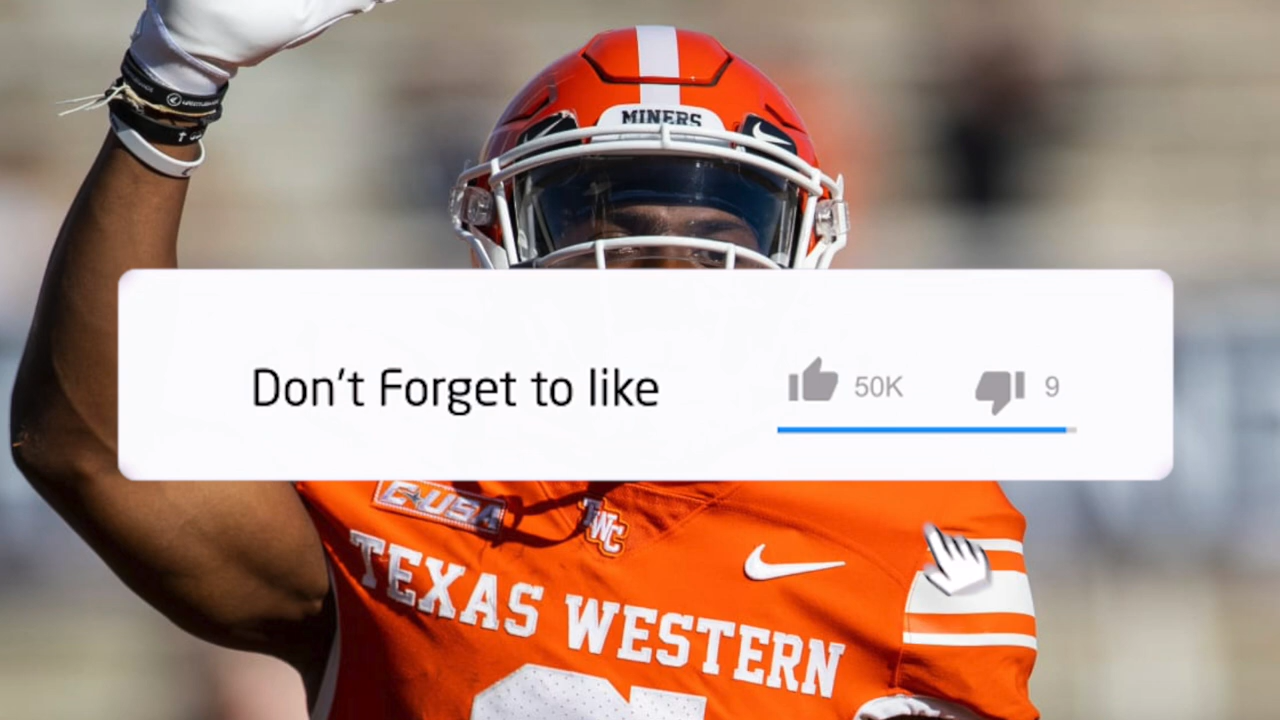 MINERS
Don't Forget to like
50K
9
C-USA
TWC
TEXAS WESTERN